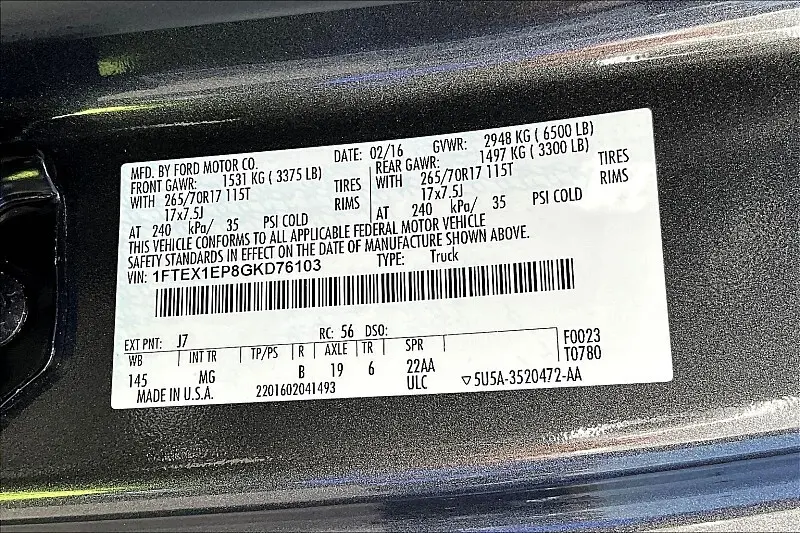 MFD. BY FORD MOTOR CO. DATE: 02/16 GVWR: 2948 KG ( 6500 LB)
FRONT GAWR: 1531 KG ( 3375 LB) REAR GAWR: 1497 KG ( 3300 LB)
WITH 265/70R17 115T TIRES WITH 265/70R17 115T TIRES
17x7.5J RIMS 17x7.5J RIMS
AT 240 kPa/ 35 PSI COLD AT 240 kPa/ 35 PSI COLD
THIS VEHICLE CONFORMS TO ALL APPLICABLE FEDERAL MOTOR VEHICLE
SAFETY STANDARDS IN EFFECT ON THE DATE OF MANUFACTURE SHOWN ABOVE.
VIN: 1FTEX1EP8GKD76103 TYPE: Truck
EXT PNT: J7 RC: 56 DSO: F0023
WB INT TR TP/PS R AXLE TR SPR T0780
145 MG B 19 6 22AA
MADE IN U.S.A. 2201602041493 ULC ▽5U5A-3520472-AA